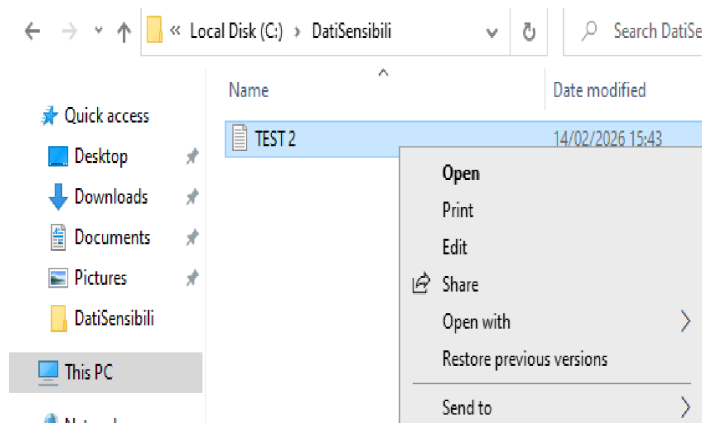 « Local Disk (C:) › DatiSensibili
Search DatiSe
Name
Date modified
Quick access
Desktop
Downloads
Documents
Pictures
DatiSensibili
This PC
TEST 2
14/02/2026 15:43
Open
Print
Edit
Share
Open with
Restore previous versions
Send to